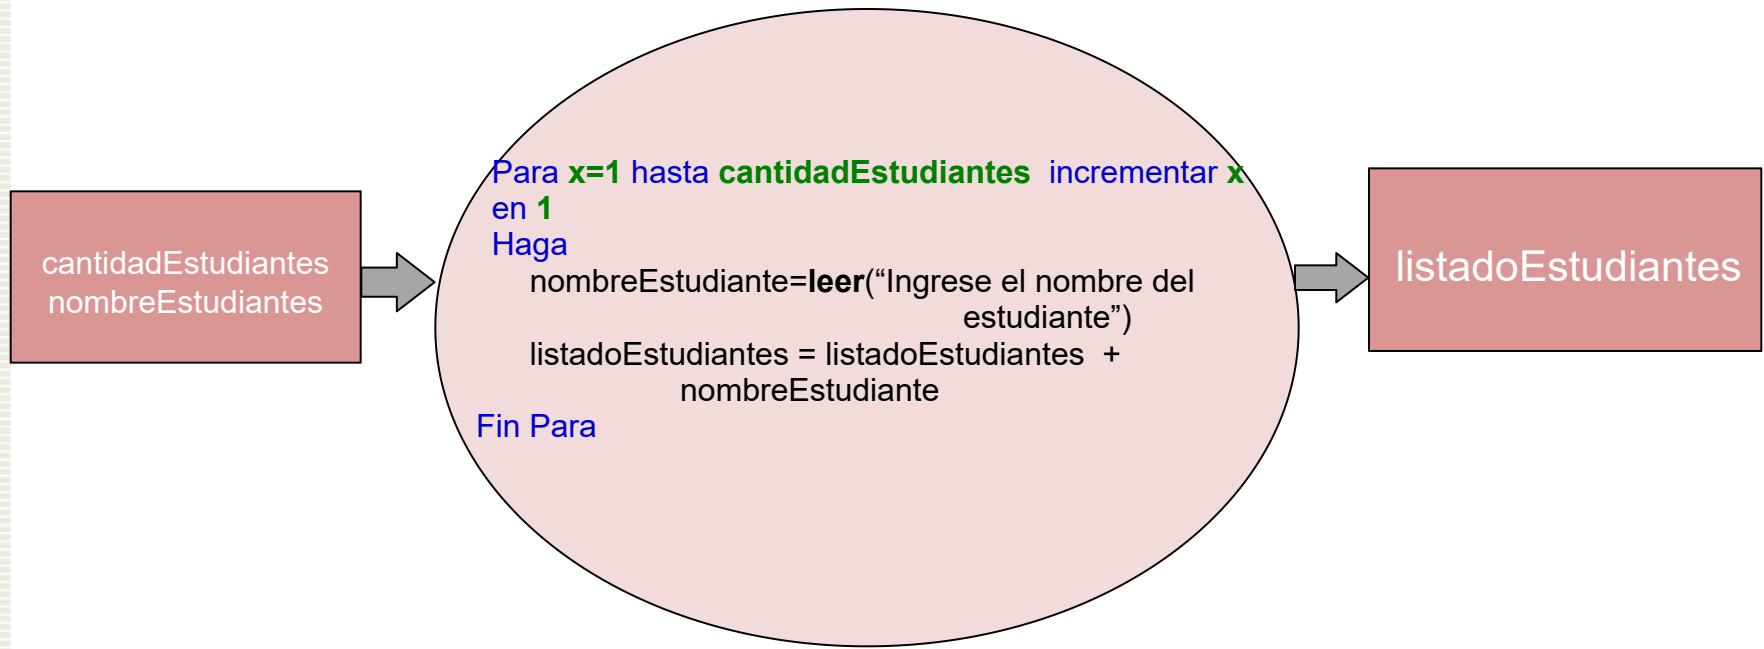 cantidadEstudiantes
nombreEstudiantes
Para x=1 hasta cantidadEstudiantes incrementar x
en 1
Haga
nombreEstudiante=leer(“Ingrese el nombre del
estudiante”)
listadoEstudiantes = listadoEstudiantes +
nombreEstudiante
Fin Para
listadoEstudiantes